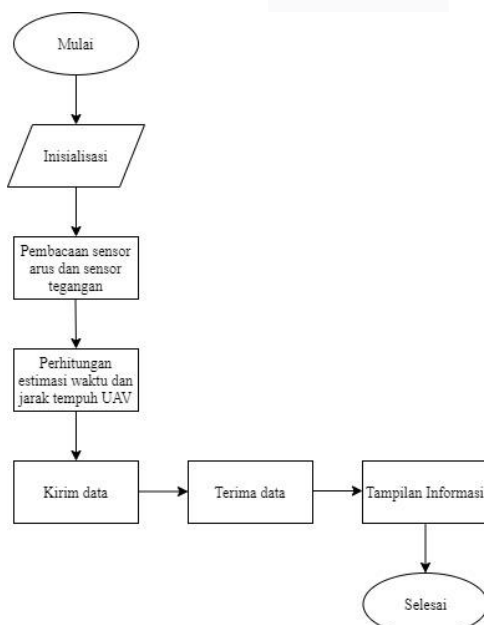 Mulai
Inisialisasi
Pembacaan sensor
arus dan sensor
tegangan
Perhitungan
estimasi waktu dan
jarak tempuh UAV
Kirim data
Terima data
Tampilan Informasi
Selesai